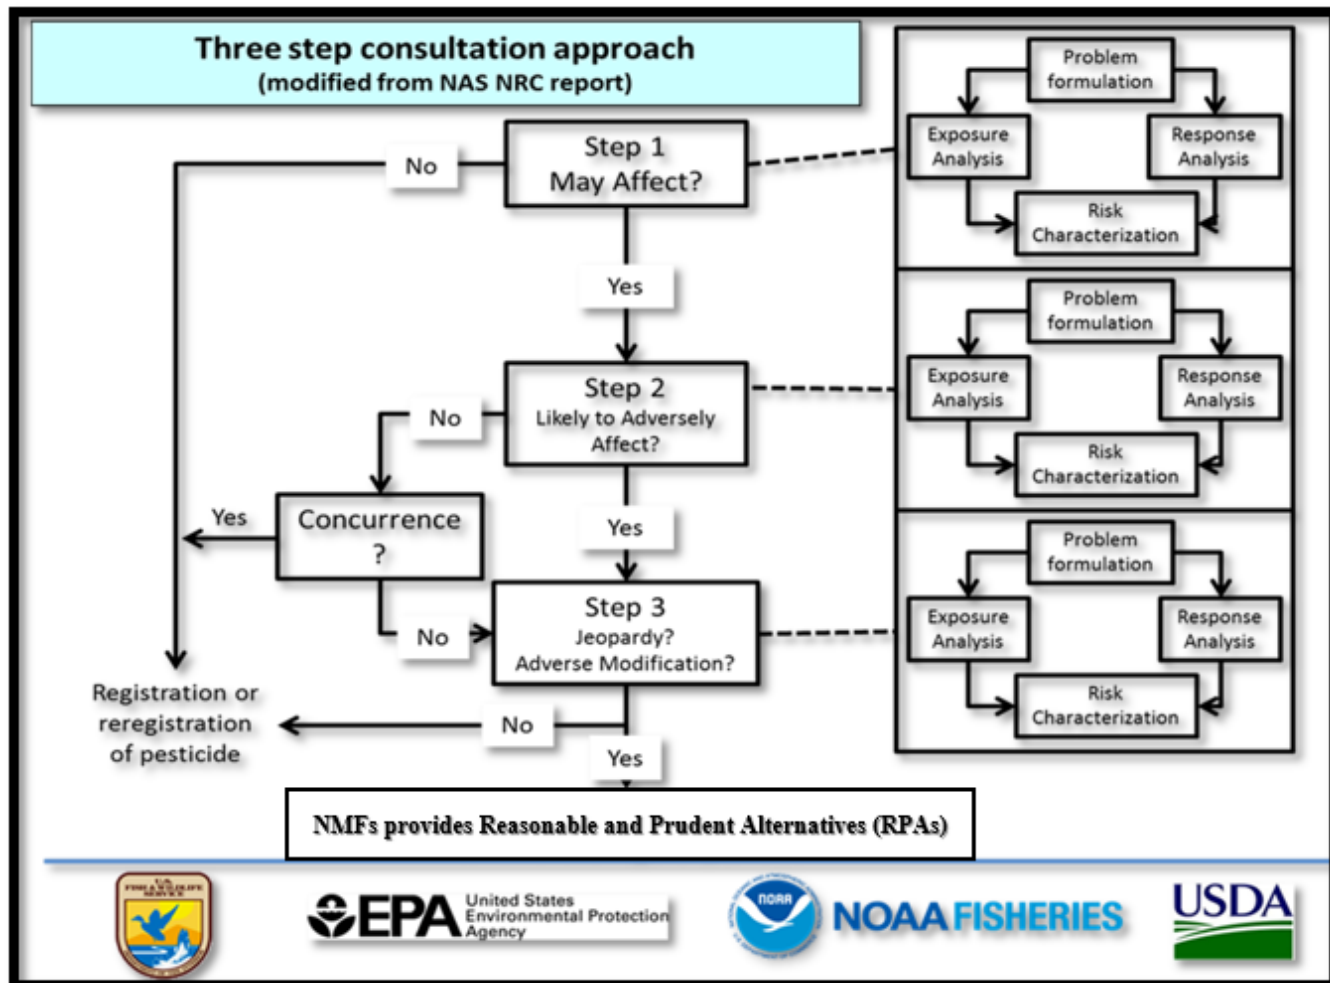 Three step consultation approach
(modified from NAS NRC report)
Step 1
May Affect?
No
Yes
Step 2
Likely to Adversely
Affect?
No
Yes
Concurrence
?
Yes
No
Step 3
Jeopardy?
Adverse Modification?
No
Yes
Registration or
reregistration
of pesticide
NMFs provides Reasonable and Prudent Alternatives (RPAs)
Problem
formulation
Exposure
Analysis
Response
Analysis
Risk
Characterization
Problem
formulation
Exposure
Analysis
Response
Analysis
Risk
Characterization
Problem
formulation
Exposure
Analysis
Response
Analysis
Risk
Characterization
U.S.
FISH & WILDLIFE
SERVICE
EPA
United States
Environmental Protection
Agency
NOAA
NOAA FISHERIES
USDA